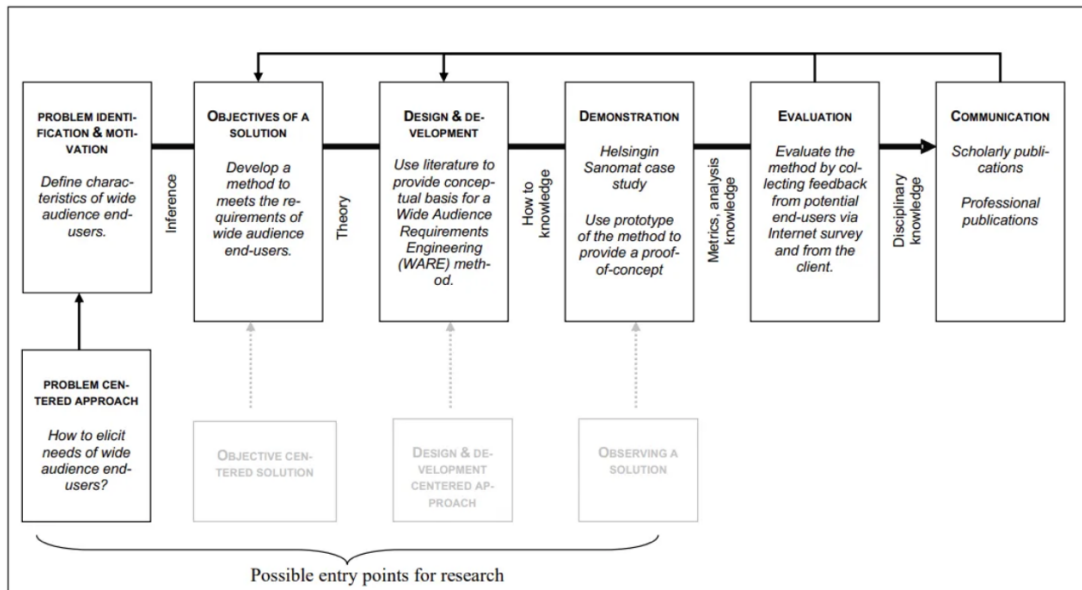 PROBLEM IDENTI-
FICATION & MOTI-
VATION
Define charac-
teristics of wide
audience end-
users.
Inference
OBJECTIVES OF A
SOLUTION
Develop a
method to
meets the re-
quirements of
wide audience
end-users.
Theory
DESIGN & DE-
VELOPMENT
Use literature to
provide concep-
tual basis for a
Wide Audience
Requirements
Engineering
(WARE) meth-
od.
How to
knowledge
DEMONSTRATION
Helsingin
Sanomat case
study
Use prototype
of the method to
provide a proof-
of-concept
Metrics, analysis
knowledge
EVALUATION
Evaluate the
method by col-
lecting feedback
from potential
end-users via
Internet survey
and from the
client.
Disciplinary
knowledge
COMMUNICATION
Scholarly publi-
cations
Professional
publications
PROBLEM CEN-
TERED APPROACH
How to elicit
needs of wide
audience end-
users?
OBJECTIVE CEN-
TERED SOLUTION
DESIGN & DE-
VELOPMENT
CENTERED AP-
PROACH
OBSERVING A
SOLUTION
Possible entry points for research